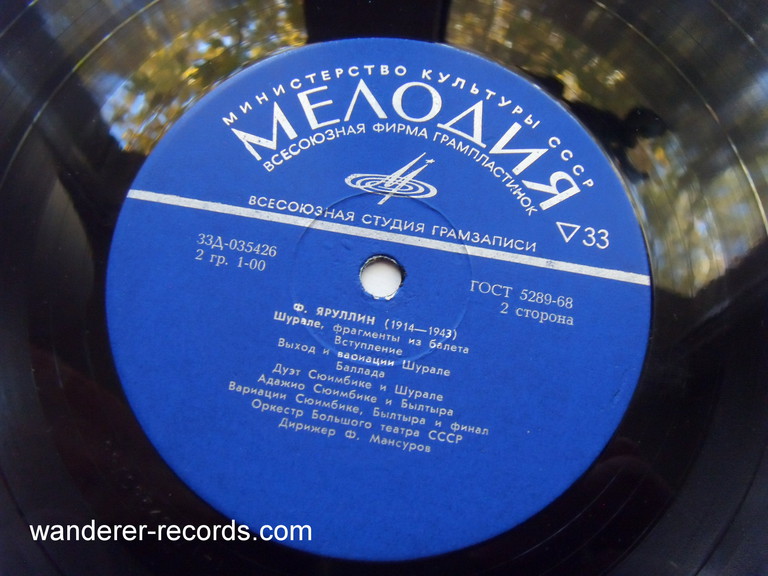 МИНИСТЕРСТВО КУЛЬТУРЫ СССР
МЕЛОДИЯ
ВСЕСОЮЗНАЯ ФИРМА ГРАМПЛАСТИНОК
ВСЕСОЮЗНАЯ СТУДИЯ ГРАМЗАПИСИ
33
33Д-035426
2 гр. 1-00
ГОСТ 5289-68
2 сторона
Ф. ЯРУЛЛИН (1914—1943)
Шурале, фрагменты из балета
Вступление
Выход и вариации Шурале
Баллада
Дуэт Сюимбике и Шурале
Адажио Сюимбике и Былтыра
Вариации Сюимбике, Былтыра и финал
Оркестр Большого театра СССР
Дирижер Ф. Мансуров
wanderer-records.com